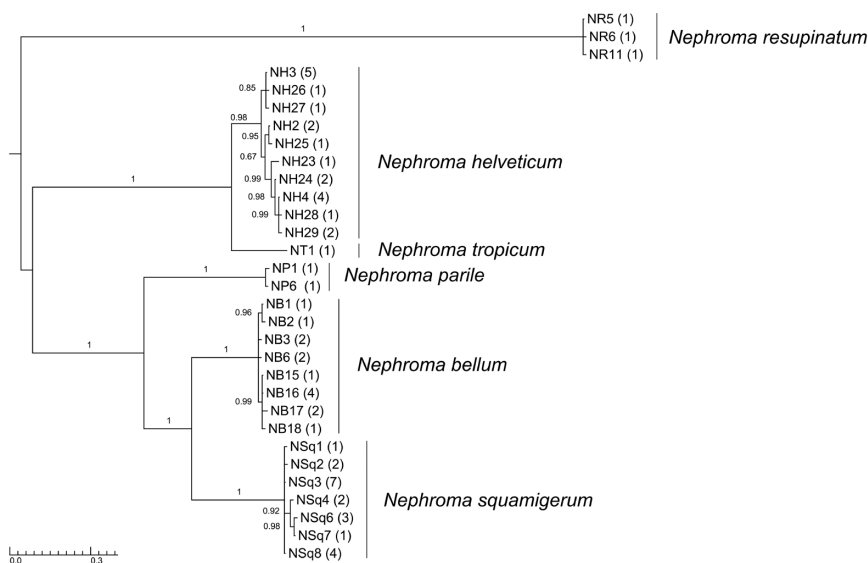 1
NR5 (1)
NR6 (1)
NR11 (1)
Nephroma resupinatum
NH3 (5)
0.85
NH26 (1)
NH27 (1)
0.98
NH2 (2)
0.95
NH25 (1)
0.67
NH23 (1)
Nephroma helveticum
0.99
NH24 (2)
1
0.98
NH4 (4)
0.99
NH28 (1)
NH29 (2)
NT1 (1)
Nephroma tropicum
1
NP1 (1)
NP6 (1)
Nephroma parile
NB1 (1)
0.96
NB2 (1)
NB3 (2)
1
1
NB6 (2)
Nephroma bellum
NB15 (1)
NB16 (4)
0.99
NB17 (2)
NB18 (1)
1
NSq1 (1)
NSq2 (2)
NSq3 (7)
1
NSq4 (2)
Nephroma squamigerum
0.92
NSq6 (3)
0.98
NSq7 (1)
NSq8 (4)
0.0
0.3